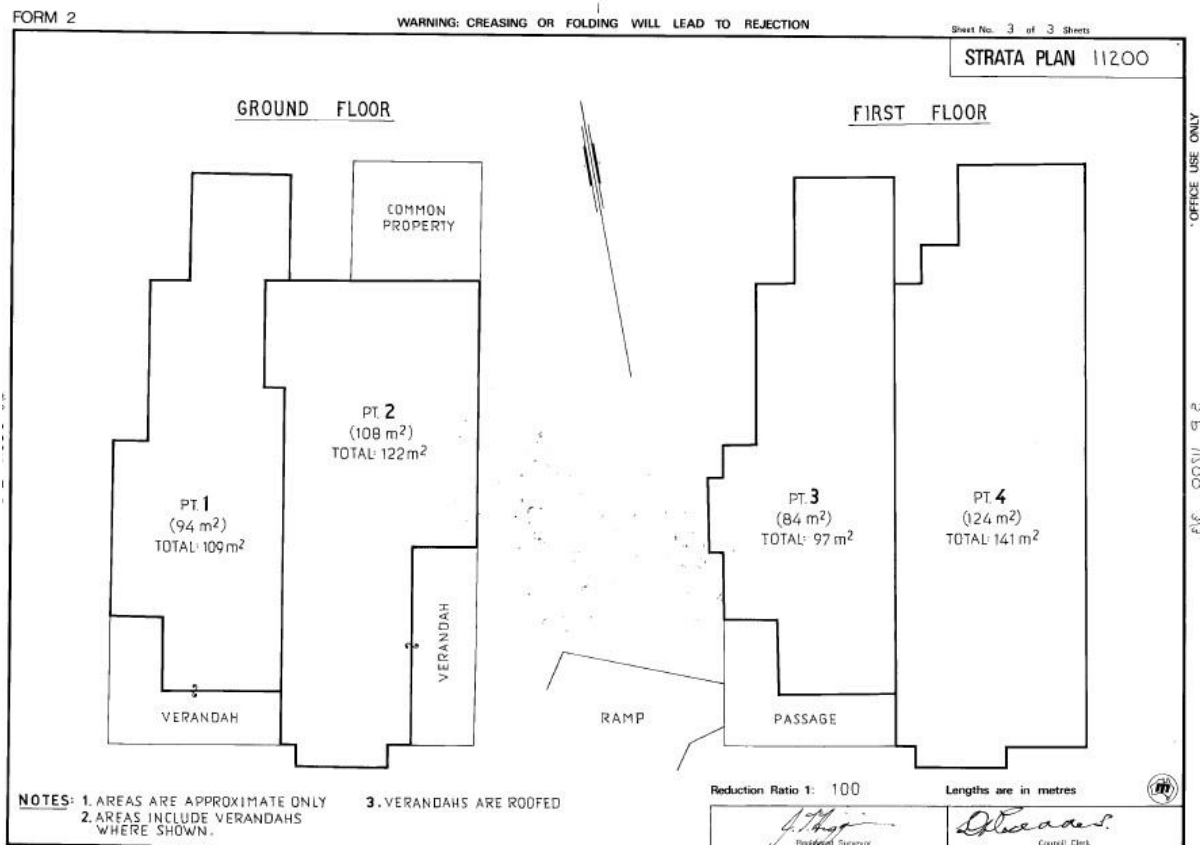 FORM 2
WARNING: CREASING OR FOLDING WILL LEAD TO REJECTION
Sheet No. 3 of 3 Sheets
STRATA PLAN 11200
GROUND FLOOR
FIRST FLOOR
OFFICE USE ONLY
COMMON
PROPERTY
PT. 2
(108 m²)
TOTAL: 122 m²
PT. 1
(94 m²)
TOTAL: 109 m²
PT. 3
(84 m²)
TOTAL: 97 m²
PT. 4
(124 m²)
TOTAL: 141 m²
VERANDAH
VERANDAH
RAMP
PASSAGE
NOTES: 1. AREAS ARE APPROXIMATE ONLY
2. AREAS INCLUDE VERANDAHS
WHERE SHOWN.
3. VERANDAHS ARE ROOFED
Reduction Ratio 1: 100
Lengths are in metres
Registered Surveyor
Council Clerk